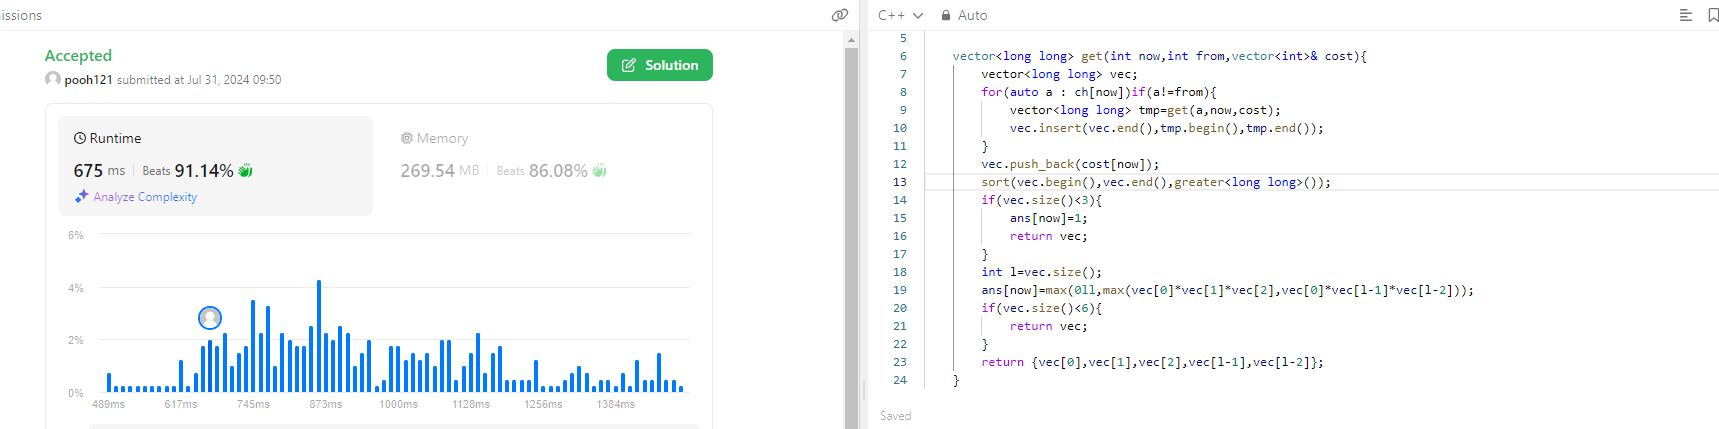 issions
Accepted
pooh121 submitted at Jul 31, 2024 09:50
Solution
Runtime
675 ms | Beats 91.14%
Analyze Complexity
Memory
269.54 MB | Beats 86.08%
6%
4%
2%
0%
489ms 617ms 745ms 873ms 1000ms 1128ms 1256ms 1384ms
C++ Auto
5
6 vector<long long> get(int now,int from,vector<int>& cost){
7 vector<long long> vec;
8 for(auto a : ch[now])if(a!=from){
9 vector<long long> tmp=get(a,now,cost);
10 vec.insert(vec.end(),tmp.begin(),tmp.end());
11 }
12 vec.push_back(cost[now]);
13 sort(vec.begin(),vec.end(),greater<long long>());
14 if(vec.size()<3){
15 ans[now]=1;
16 return vec;
17 }
18 int l=vec.size();
19 ans[now]=max(0ll,max(vec[0]*vec[1]*vec[2],vec[0]*vec[l-1]*vec[l-2]));
20 if(vec.size()<6){
21 return vec;
22 }
23 return {vec[0],vec[1],vec[2],vec[l-1],vec[l-2]};
24 }
Saved